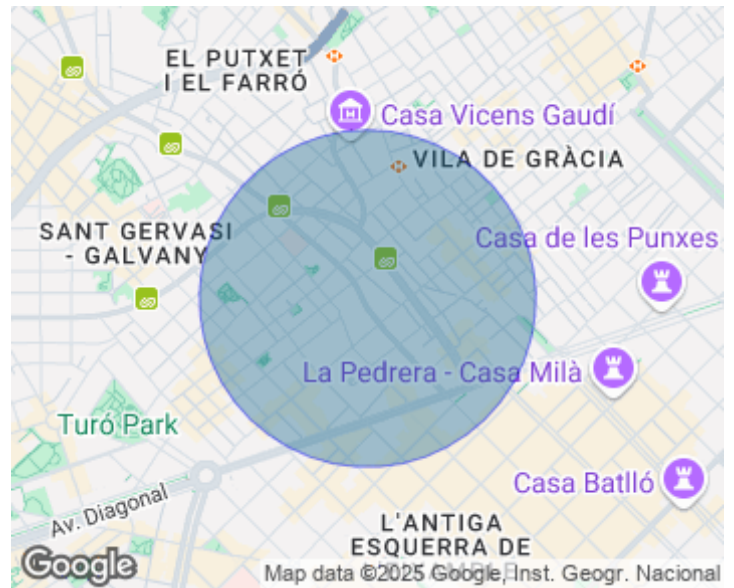 EL PUTXET
I EL FARRÓ
Casa Vicens Gaudí
VILA DE GRÀCIA
SANT GERVASI
- GALVANY
Casa de les Punxes
La Pedrera - Casa Milà
Turó Park
Casa Batlló
Av. Diagonal
L'ANTIGA
ESQUERRA DE
Google
Map data ©2025 Google, Inst. Geogr. Nacional